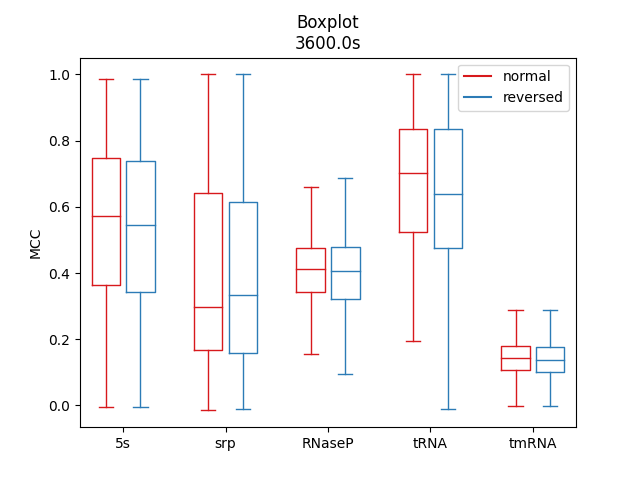 Boxplot
3600.0s
normal
reversed
MCC
1.0
0.8
0.6
0.4
0.2
0.0
5s
srp
RNaseP
tRNA
tmRNA